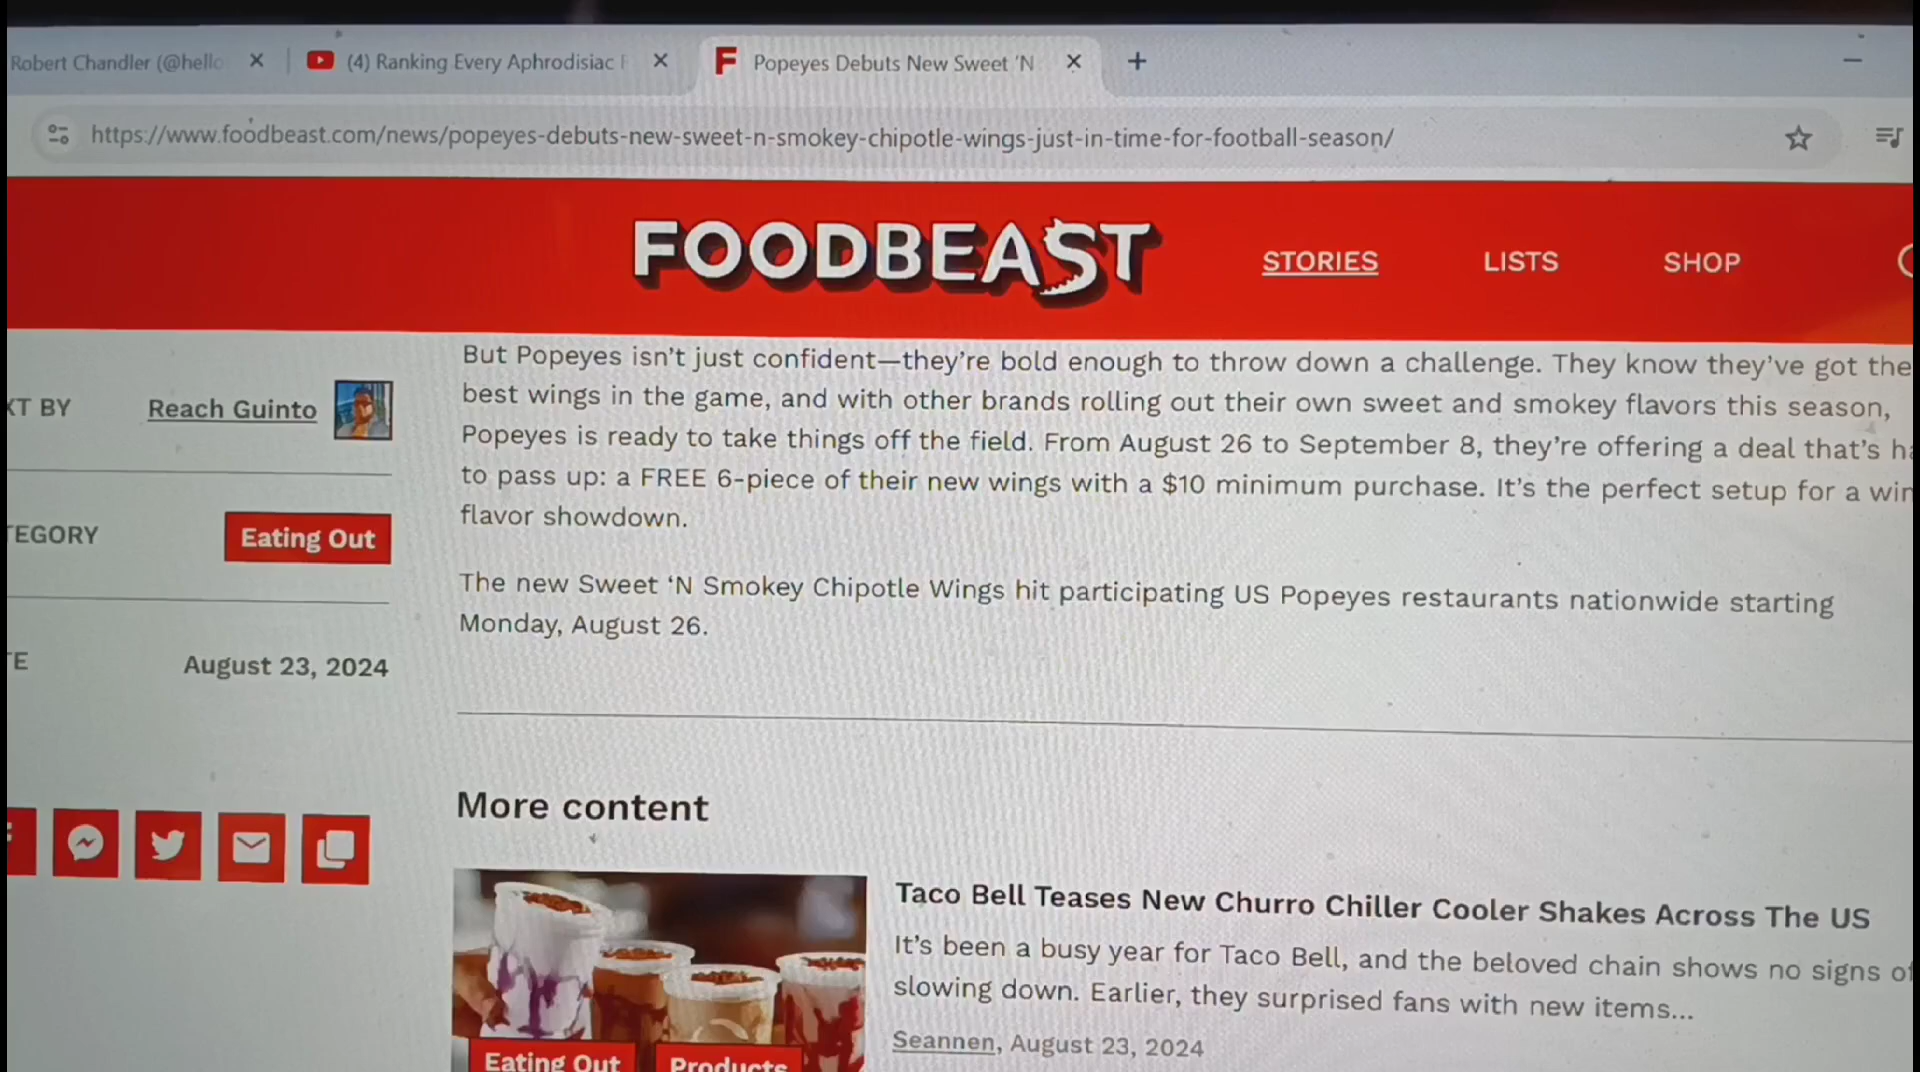 Robert Chandler (@hello
(4) Ranking Every Aphrodisiac F
Popeyes Debuts New Sweet 'N
https://www.foodbeast.com/news/popeyes-debuts-new-sweet-n-smokey-chipotle-wings-just-in-time-for-football-season/
FOODBEAST
STORIES
LISTS
SHOP
XT BY
Reach Guinto
TEGORY
Eating Out
TE
August 23, 2024
But Popeyes isn't just confident—they're bold enough to throw down a challenge. They know they've got the
best wings in the game, and with other brands rolling out their own sweet and smokey flavors this season,
Popeyes is ready to take things off the field. From August 26 to September 8, they're offering a deal that's ha
to pass up: a FREE 6-piece of their new wings with a $10 minimum purchase. It's the perfect setup for a win
flavor showdown.
The new Sweet 'N Smokey Chipotle Wings hit participating US Popeyes restaurants nationwide starting
Monday, August 26.
More content
Taco Bell Teases New Churro Chiller Cooler Shakes Across The US
It's been a busy year for Taco Bell, and the beloved chain shows no signs of
slowing down. Earlier, they surprised fans with new items...
Seannen, August 23, 2024
Eating Out
Products